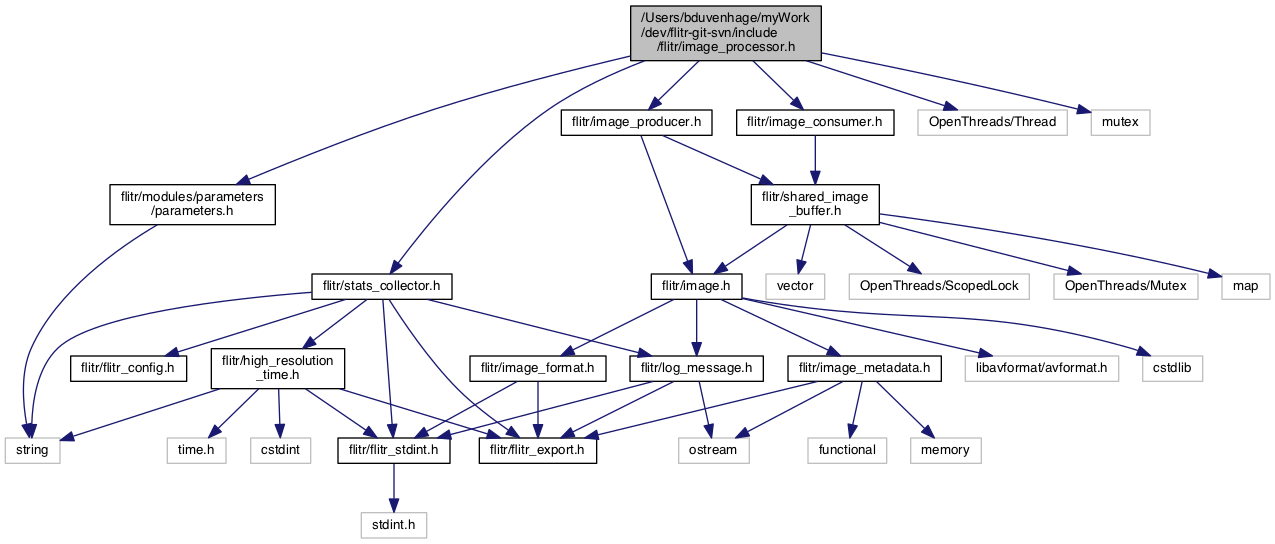 /Users/bduvenhage/myWork
/dev/flitr-git-svn/include
/flitr/image_processor.h
flitr/image_producer.h
flitr/image_consumer.h
OpenThreads/Thread
mutex
flitr/modules/parameters
/parameters.h
flitr/shared_image
_buffer.h
flitr/stats_collector.h
flitr/image.h
vector
OpenThreads/ScopedLock
OpenThreads/Mutex
map
flitr/flitr_config.h
flitr/high_resolution
_time.h
flitr/image_format.h
flitr/log_message.h
flitr/image_metadata.h
libavformat/avformat.h
cstdlib
string
time.h
cstdint
flitr/flitr_stdint.h
flitr/flitr_export.h
ostream
functional
memory
stdint.h